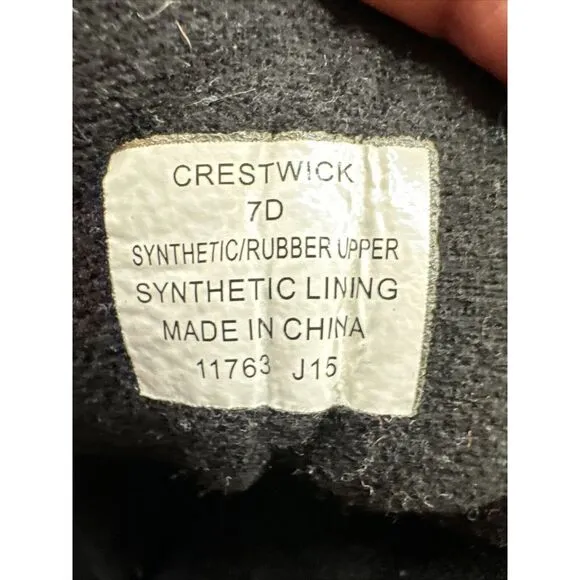 CRESTWICK
7D
SYNTHETIC/RUBBER UPPER
SYNTHETIC LINING
MADE IN CHINA
11763 J15